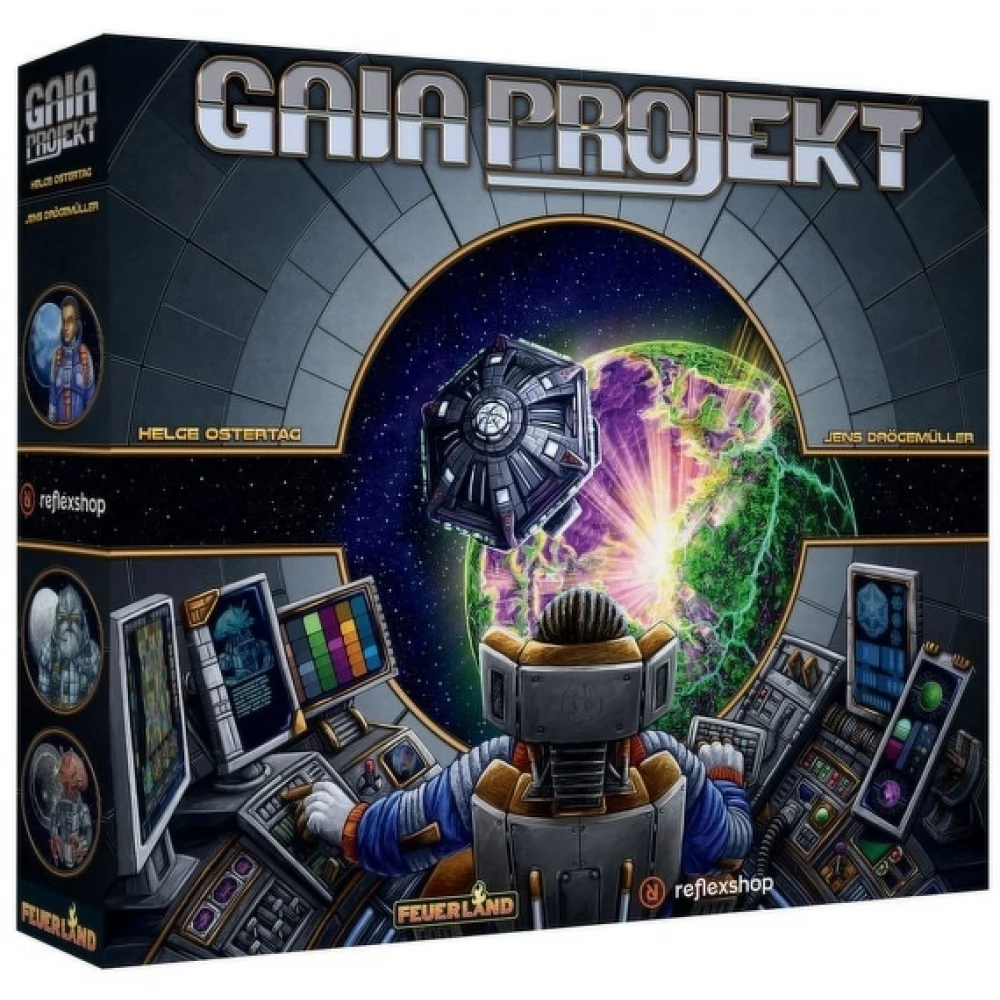 GAIA PROJEKT
HELGE OSTERTAG
JENS DRÖGEMÜLLER
FEUERLAND
reflexshop
GAIA
PROJEKT
HELGE OSTERTAG
JENS DRÖGEMÜLLER
reflexshop
FEUERLAND